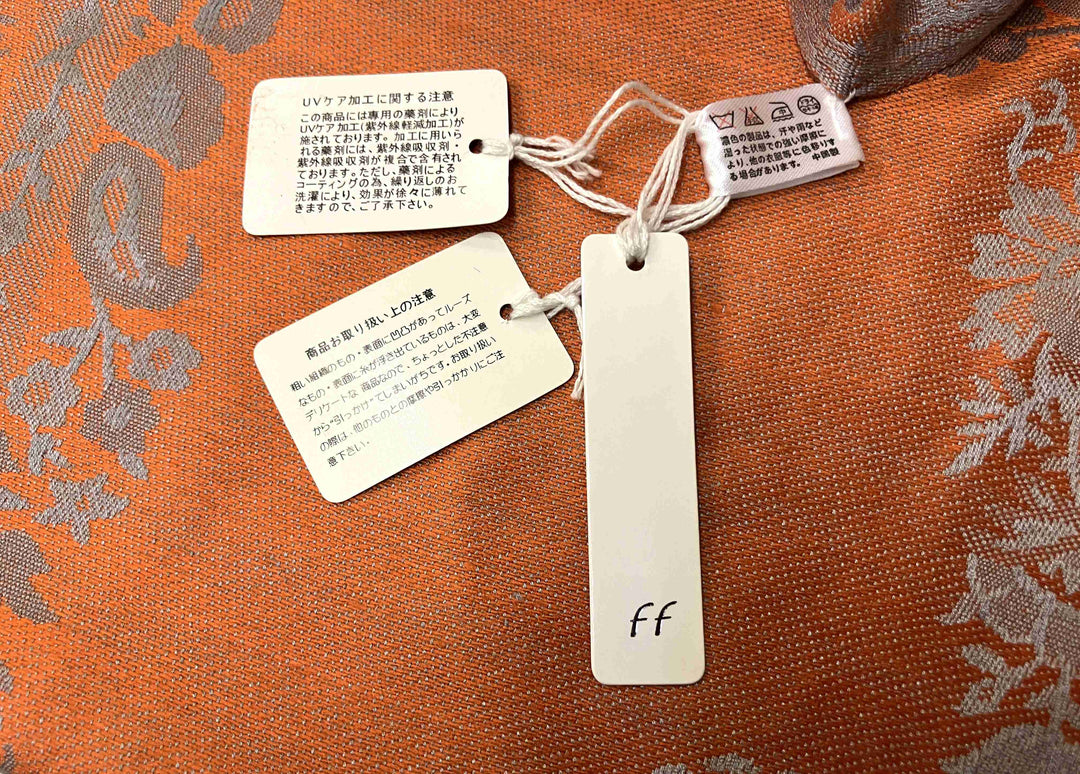 UVケア加工に関する注意
この商品には専用の薬剤により
UVケア加工(紫外線軽減加工)が
施されております。加工に用いら
れる薬剤には、紫外線吸収剤・
紫外線吸収剤が複合で含有され
ております。ただし、薬剤による
コーティングの為、繰り返しのお
洗濯により、効果が徐々に薄れて
きますので、ご了承下さい。
濃色の製品は、汗や雨など
湿った状態での強い摩擦に
より、他の衣服等に色移りす
る場合があります。 中国製
商品お取り扱い上の注意
粗い組織のもの・表面に凹凸があってルーズ
なもの・表面に糸が浮き出ているものは、大変
デリケートな 商品なので、ちょっとした不注意
から"引っかけ"てしまいがちです。お取り扱い
の際は、他のものとの摩擦や引っかかりにご注
意下さい。
ff